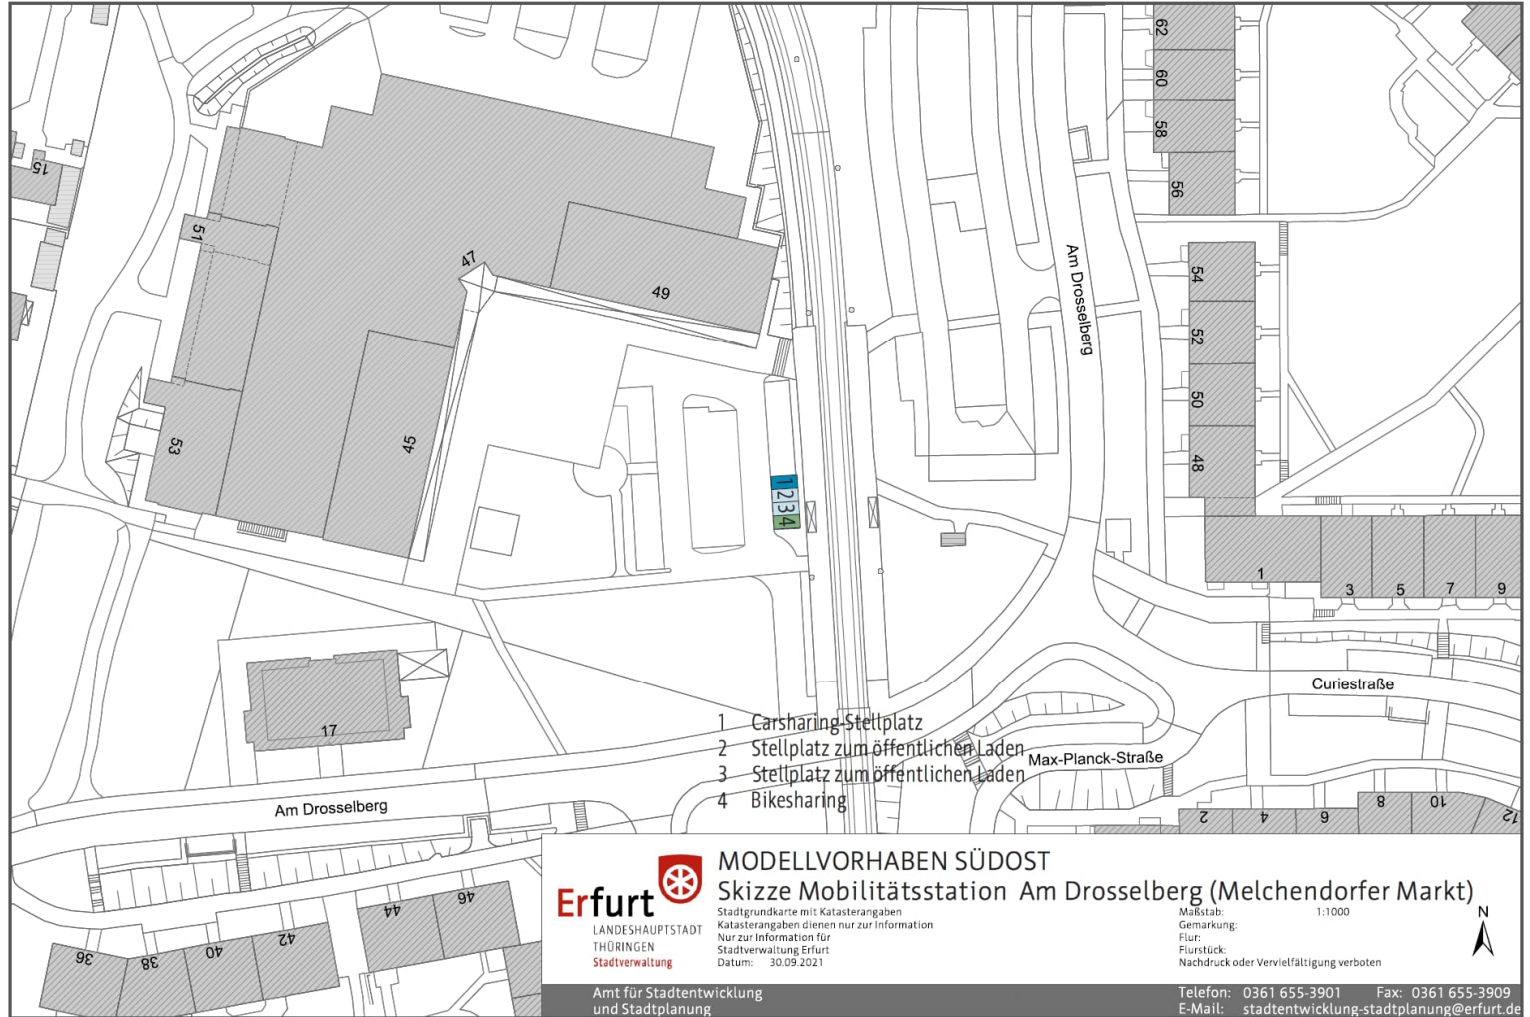 62
60
58
56
15
51
47
49
Am Drosselberg
54
52
50
48
53
45
1
2
3
4
1
3
5
7
9
17
Curiestraße
1 Carsharing-Stellplatz
2 Stellplatz zum öffentlichen Laden
3 Stellplatz zum öffentlichen Laden
4 Bikesharing
Max-Planck-Straße
Am Drosselberg
2
4
6
8
10
12
36
38
40
42
44
46
Erfurt
LANDESHAUPTSTADT
THÜRINGEN
Stadtverwaltung
MODELLVORHABEN SÜDOST
Skizze Mobilitätsstation Am Drosselberg (Melchendorfer Markt)
Stadtgrundkarte mit Katasterangaben
Katasterangaben dienen nur zur Information
Nur zur Information für
Stadtverwaltung Erfurt
Datum: 30.09.2021
Maßstab: 1:1000
Gemarkung:
Flur:
Flurstück:
Nachdruck oder Vervielfältigung verboten
N
Amt für Stadtentwicklung
und Stadtplanung
Telefon: 0361 655-3901 Fax: 0361 655-3909
E-Mail: stadtentwicklung-stadtplanung@erfurt.de